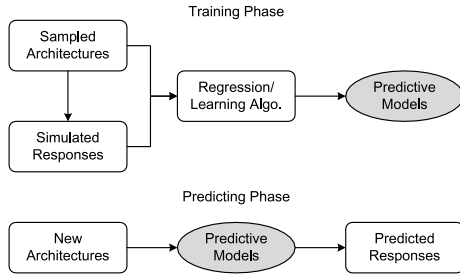 Training Phase
Sampled
Architectures
Simulated
Responses
Regression/
Learning Algo.
Predictive
Models
Predicting Phase
New
Architectures
Predictive
Models
Predicted
Responses